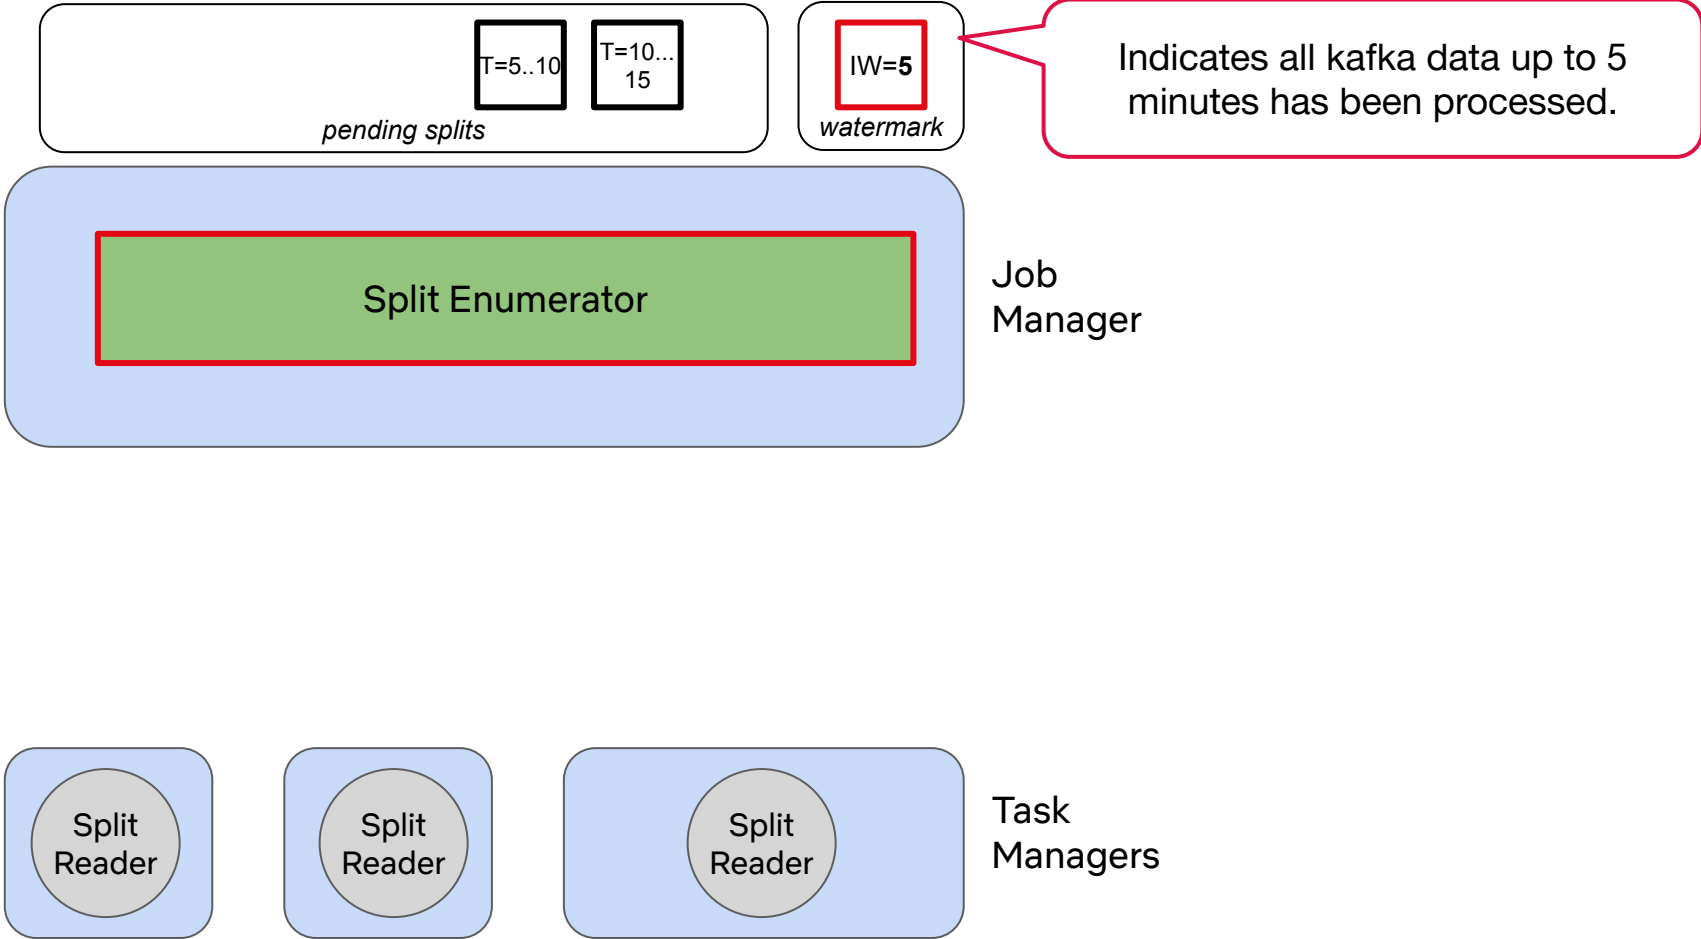 T=5..10
T=10...
15
pending splits
IW=5
watermark
Indicates all kafka data up to 5
minutes has been processed.
Split Enumerator
Job
Manager
Split
Reader
Split
Reader
Split
Reader
Task
Managers